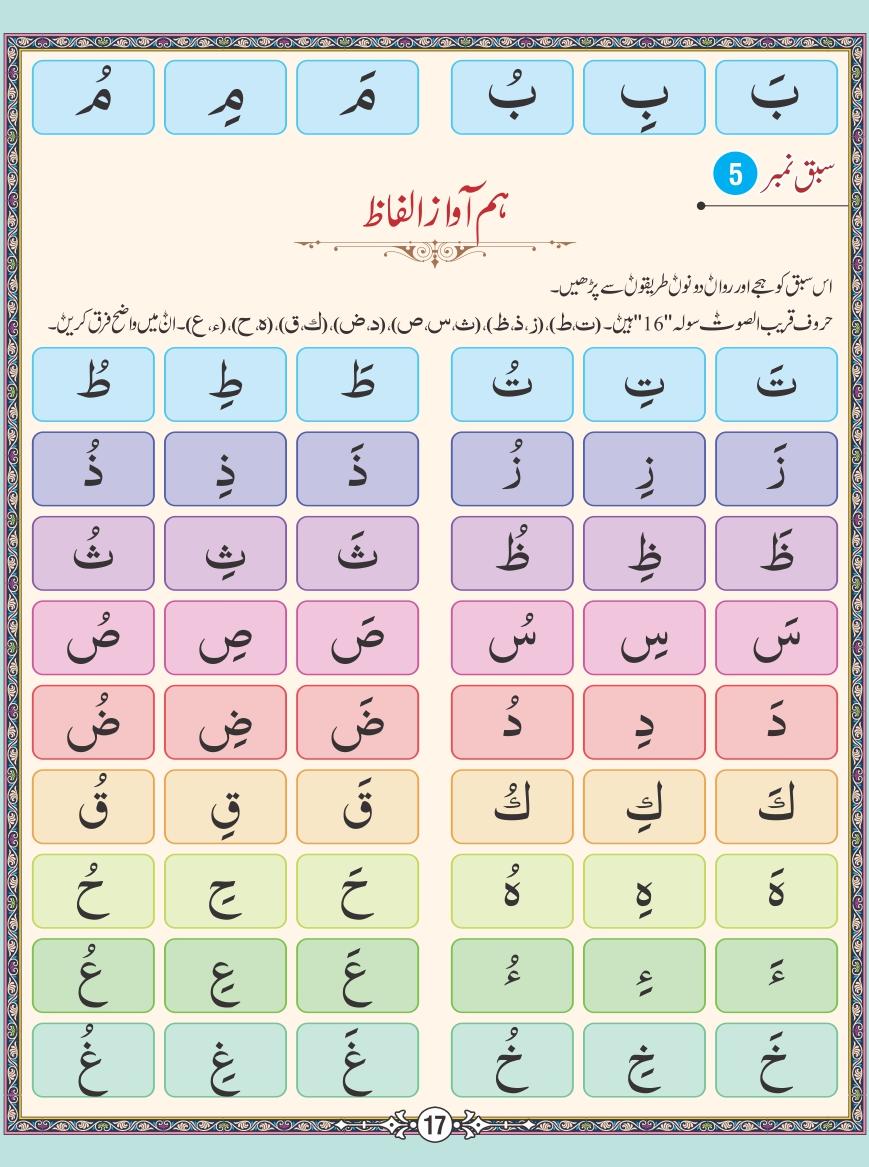 بَ بِ بُ مَ مِ مُ
سبق نمبر 5
ہم آواز الفاظ
اس سبق کو ہجے اور رواں دونوں طریقوں سے پڑھیں۔
حروف قریب الصوت سولہ "16" ہیں۔ (ت،ط)، (ز،ذ،ظ)، (ث،س،ص)، (د،ض)، (ك،ق)، (ہ،ح)، (ء،ع)۔ ان میں واضح فرق کریں۔
تَ تِ تُ طَ طِ طُ
زَ زِ زُ ذَ ذِ ذُ
ظَ ظِ ظُ ثَ ثِ ثُ
سَ سِ سُ صَ صِ صُ
دَ دِ دُ ضَ ضِ ضُ
كَ كِ كُ قَ قِ قُ
هَ هِ هُ حَ حِ حُ
ءَ ءِ ءُ عَ عِ عُ
خَ خِ خُ غَ غِ غُ
17